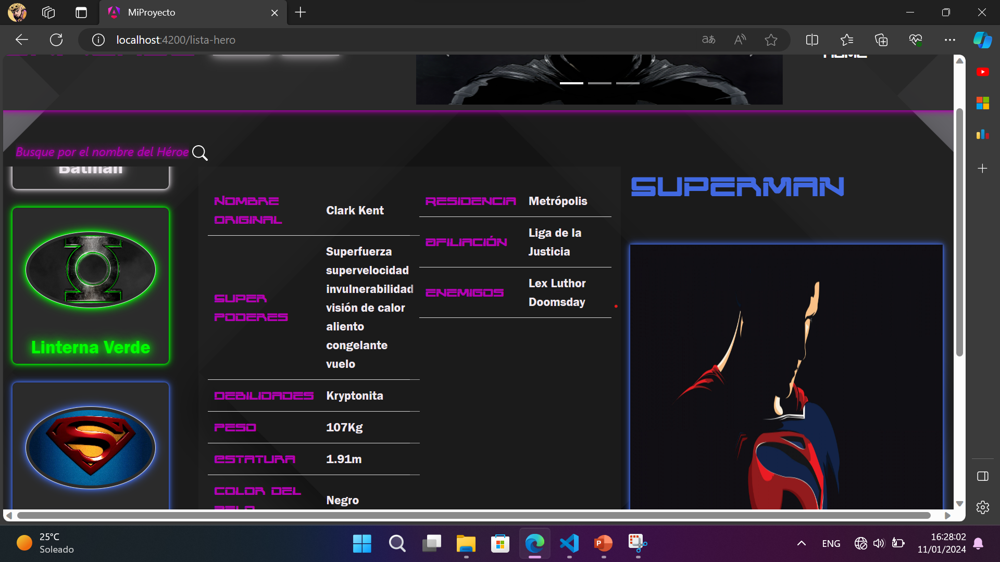 MiProyecto
localhost:4200/lista-hero
HOME
Busque por el nombre del Héroe
Batman
Linterna Verde
Nombre original
Clark Kent
Super poderes
Superfuerza
supervelocidad
invulnerabilidad
visión de calor
aliento
congelante
vuelo
Debilidades
Kryptonita
Peso
107Kg
Estatura
1.91m
Color del pelo
Negro
Residencia
Metrópolis
Afiliación
Liga de la
Justicia
Enemigos
Lex Luthor
Doomsday
SUPERMAN
25°C
Soleado
ENG
16:28:02
11/01/2024